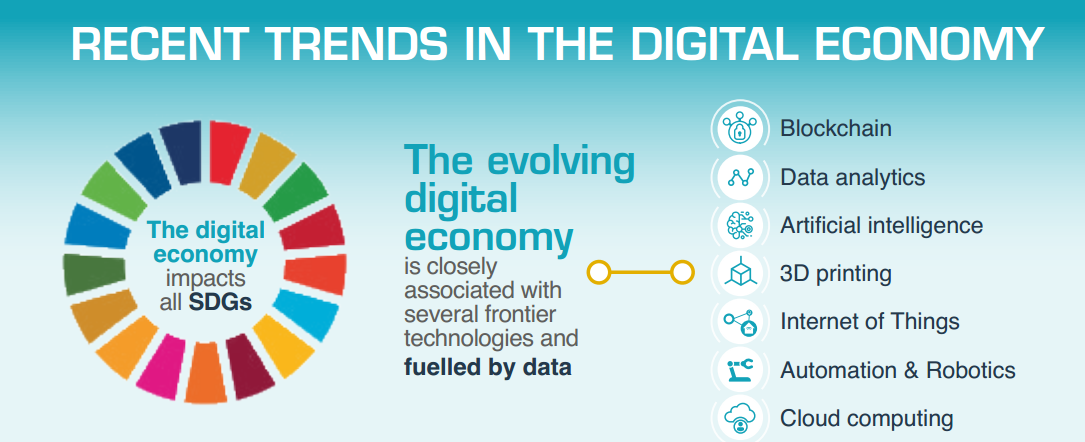 RECENT TRENDS IN THE DIGITAL ECONOMY
The digital
economy
impacts
all SDGs
The evolving
digital
economy
is closely
associated with
several frontier
technologies and
fuelled by data
Blockchain
Data analytics
Artificial intelligence
3D printing
Internet of Things
Automation & Robotics
Cloud computing